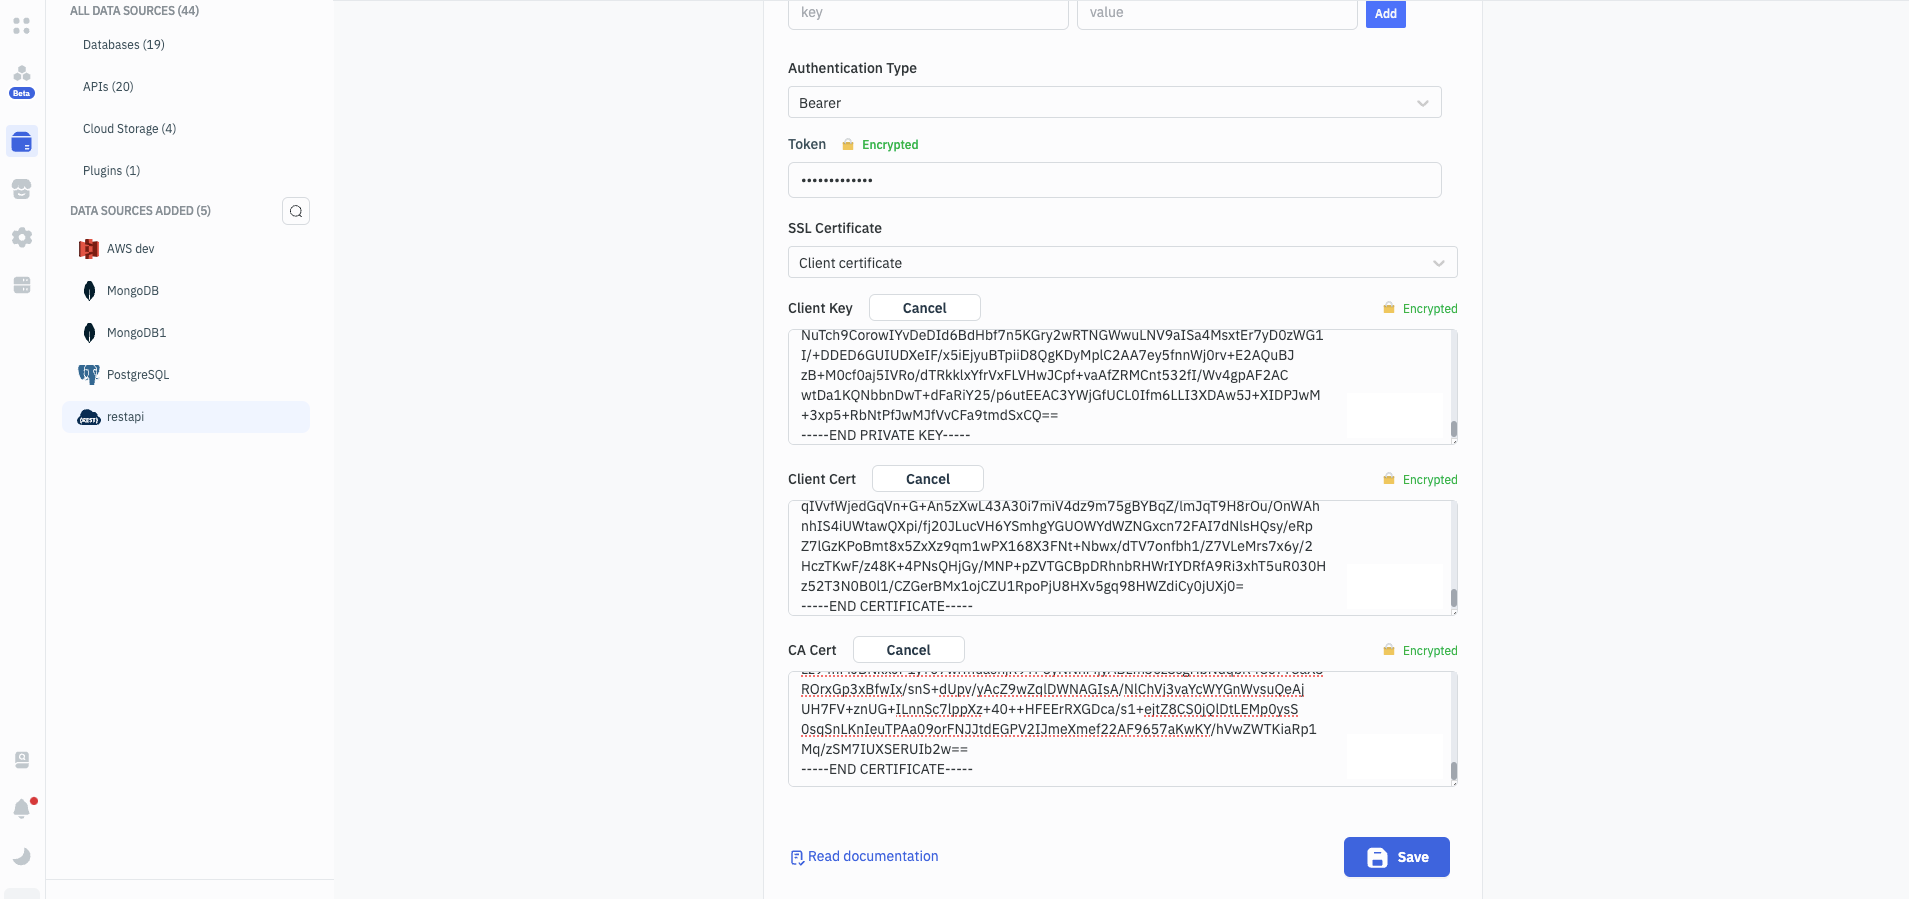 ALL DATA SOURCES (44)
Databases (19)
APIs (20)
Cloud Storage (4)
Plugins (1)
DATA SOURCES ADDED (5)
AWS dev
MongoDB
MongoDB1
PostgreSQL
restapi
Beta
key
value
Add
Authentication Type
Bearer
Token
Encrypted
•••••••••••••
SSL Certificate
Client certificate
Client Key
Cancel
Encrypted
NuTch9CorowIYvDeDId6BdHbf7n5KGry2wRTNGWwuLNV9aISa4MsxtEr7yD0zWG1
I/+DDED6GUIUDXeIF/x5iEjyuBTpiiD8QgKDyMplC2AA7ey5fnnWj0rv+E2AQuBJ
zB+M0cf0aj5IVRo/dTRkklxYfrVxFLVHwJCpf+vaAfZRMCnt532fI/Wv4gpAF2AC
wtDa1KQNbbnDwT+dFaRiY25/p6utEEAC3YWjGfUCL0Ifm6LLI3XDAw5J+XIDPJwM
+3xp5+RbNtPfJwMJfVvCFa9tmdSxCQ==
-----END PRIVATE KEY-----
Client Cert
Cancel
Encrypted
qIVvfWjedGqVn+G+An5zXwL43A30i7miV4dz9m75gBYBqZ/lmJqT9H8rOu/OnWAh
nhIS4iUWtawQXpi/fj20JLucVH6YSmhgYGUOWYdWZNGxcn72FAI7dNlsHQsy/eRp
Z7lGzKPoBmt8x5ZxXz9qm1wPX168X3FNt+Nbwx/dTV7onfbh1/Z7VLeMrs7x6y/2
HczTKwF/z48K+4PNsQHjGy/MNP+pZVTGCBpDRhnbRHWrIYDRfA9Ri3xhT5uR030H
z52T3N0B0l1/CZGerBMx1ojCZU1RpoPjU8HXv5gq98HWZdiCy0jUXj0=
-----END CERTIFICATE-----
CA Cert
Cancel
Encrypted
ROrxGp3xBfwIx/snS+dUpv/yAcZ9wZqlDWNAGIsA/NlChVj3vaYcWYGnWvsuQeAj
UH7FV+znUG+ILnnSc7lppXz+40++HFEErRXGDca/s1+ejtZ8CS0jQlDtLEMp0ysS
0sqSnLKnIeuTPAa09orFNJJtdEGPV2IJmeXmef22AF9657aKwKY/hVwZWTKiaRp1
Mq/zSM7IUXSERUIb2w==
-----END CERTIFICATE-----
Read documentation
Save